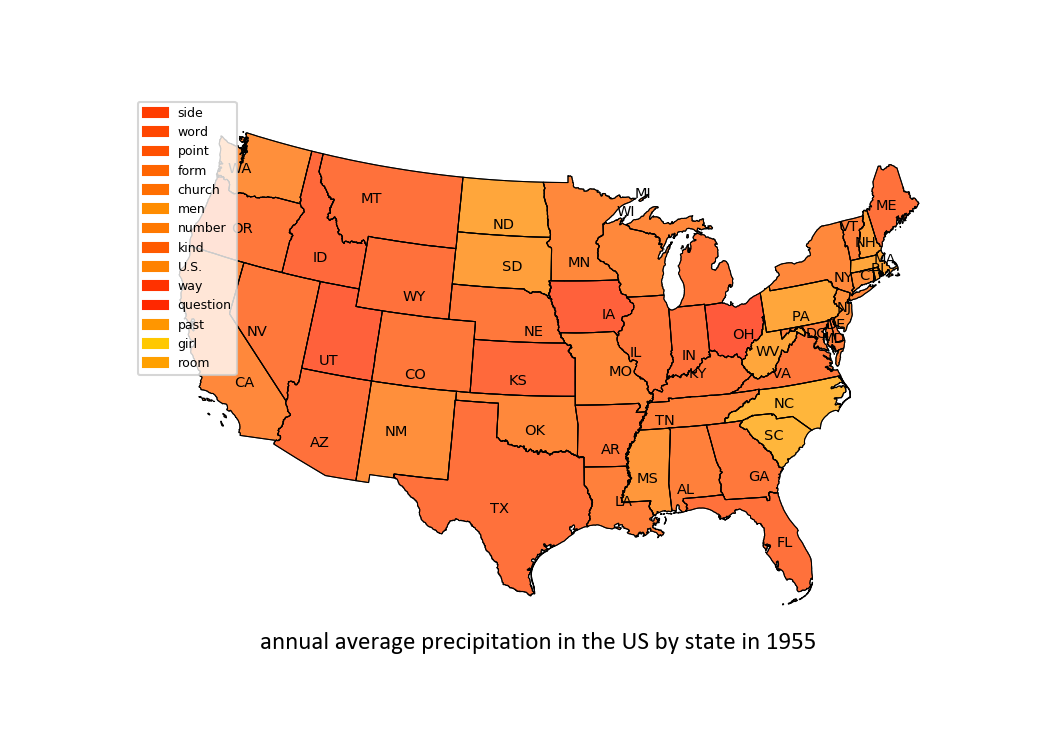 side
word
point
form
church
men
number
kind
U.S.
way
question
past
girl
room
WA
OR
CA
NV
ID
MT
WY
UT
CO
AZ
NM
ND
SD
NE
KS
OK
TX
MN
IA
MO
AR
LA
WI
MI
IL
IN
OH
KY
TN
MS
AL
GA
FL
SC
NC
VA
WV
PA
NY
VT
NH
ME
MA
RI
CT
NJ
DE
MD
DC
annual average precipitation in the US by state in 1955